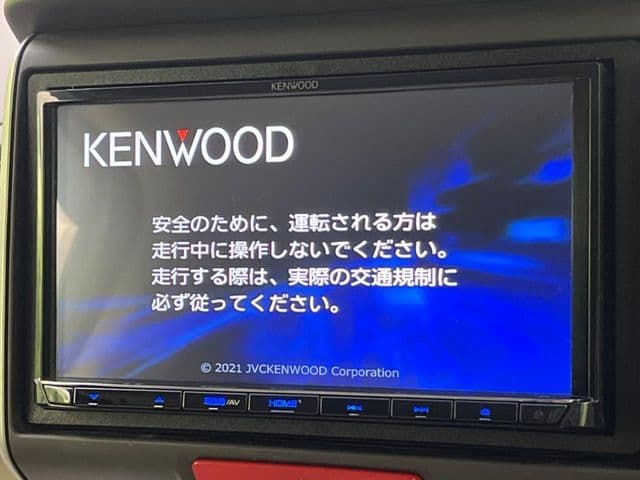 KENWOOD
KENWOOD
安全のために、運転される方は
走行中に操作しないでください。
走行する際は、実際の交通規制に
必ず従ってください。
© 2021 JVCKENWOOD Corporation
/AV HOME